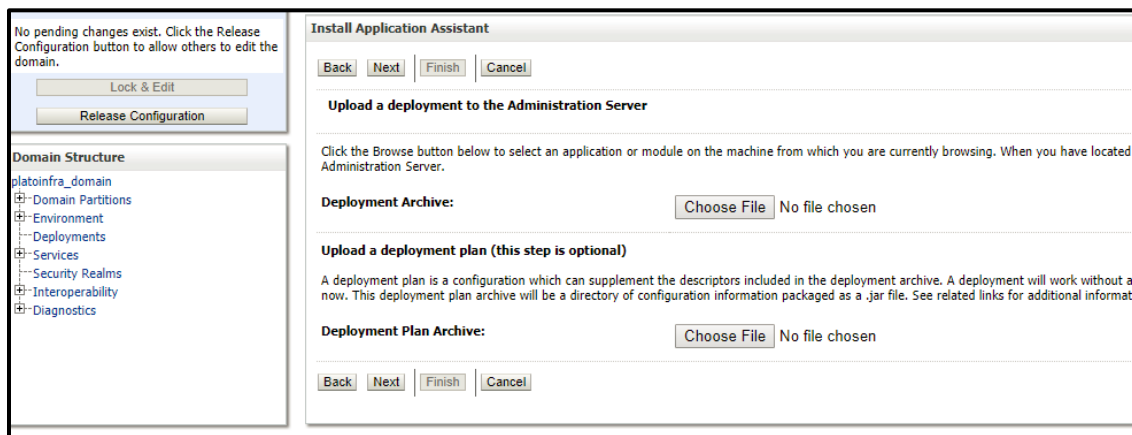 No pending changes exist. Click the Release
Configuration button to allow others to edit the
domain.
Lock & Edit
Release Configuration
Domain Structure
platoinfra_domain
Domain Partitions
Environment
Deployments
Services
Security Realms
Interoperability
Diagnostics
Install Application Assistant
Back Next Finish Cancel
Upload a deployment to the Administration Server
Click the Browse button below to select an application or module on the machine from which you are currently browsing. When you have located
Administration Server.
Deployment Archive: Choose File No file chosen
Upload a deployment plan (this step is optional)
A deployment plan is a configuration which can supplement the descriptors included in the deployment archive. A deployment will work without a
now. This deployment plan archive will be a directory of configuration information packaged as a .jar file. See related links for additional informat
Deployment Plan Archive: Choose File No file chosen
Back Next Finish Cancel